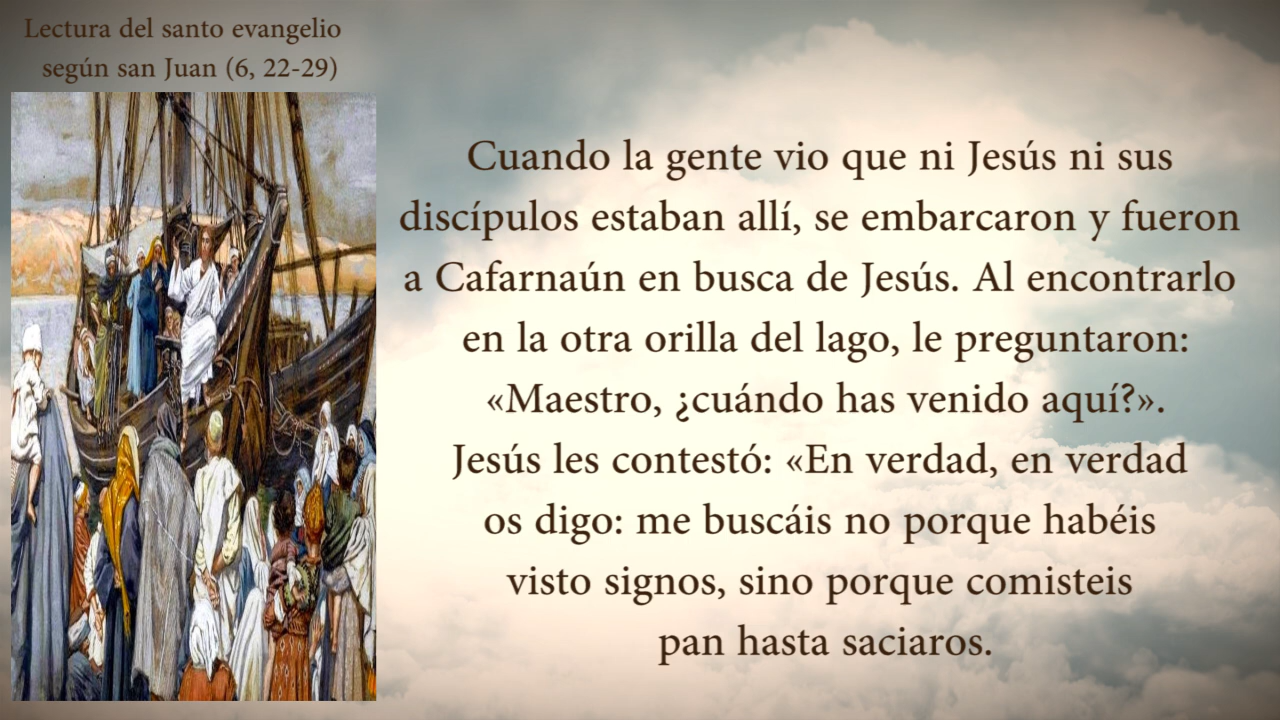 Lectura del santo evangelio
según san Juan (6, 22-29)
Cuando la gente vio que ni Jesús ni sus
discípulos estaban allí, se embarcaron y fueron
a Cafarnaún en busca de Jesús. Al encontrarlo
en la otra orilla del lago, le preguntaron:
«Maestro, ¿cuándo has venido aquí?».
Jesús les contestó: «En verdad, en verdad
os digo: me buscáis no porque habéis
visto signos, sino porque comisteis
pan hasta saciaros.